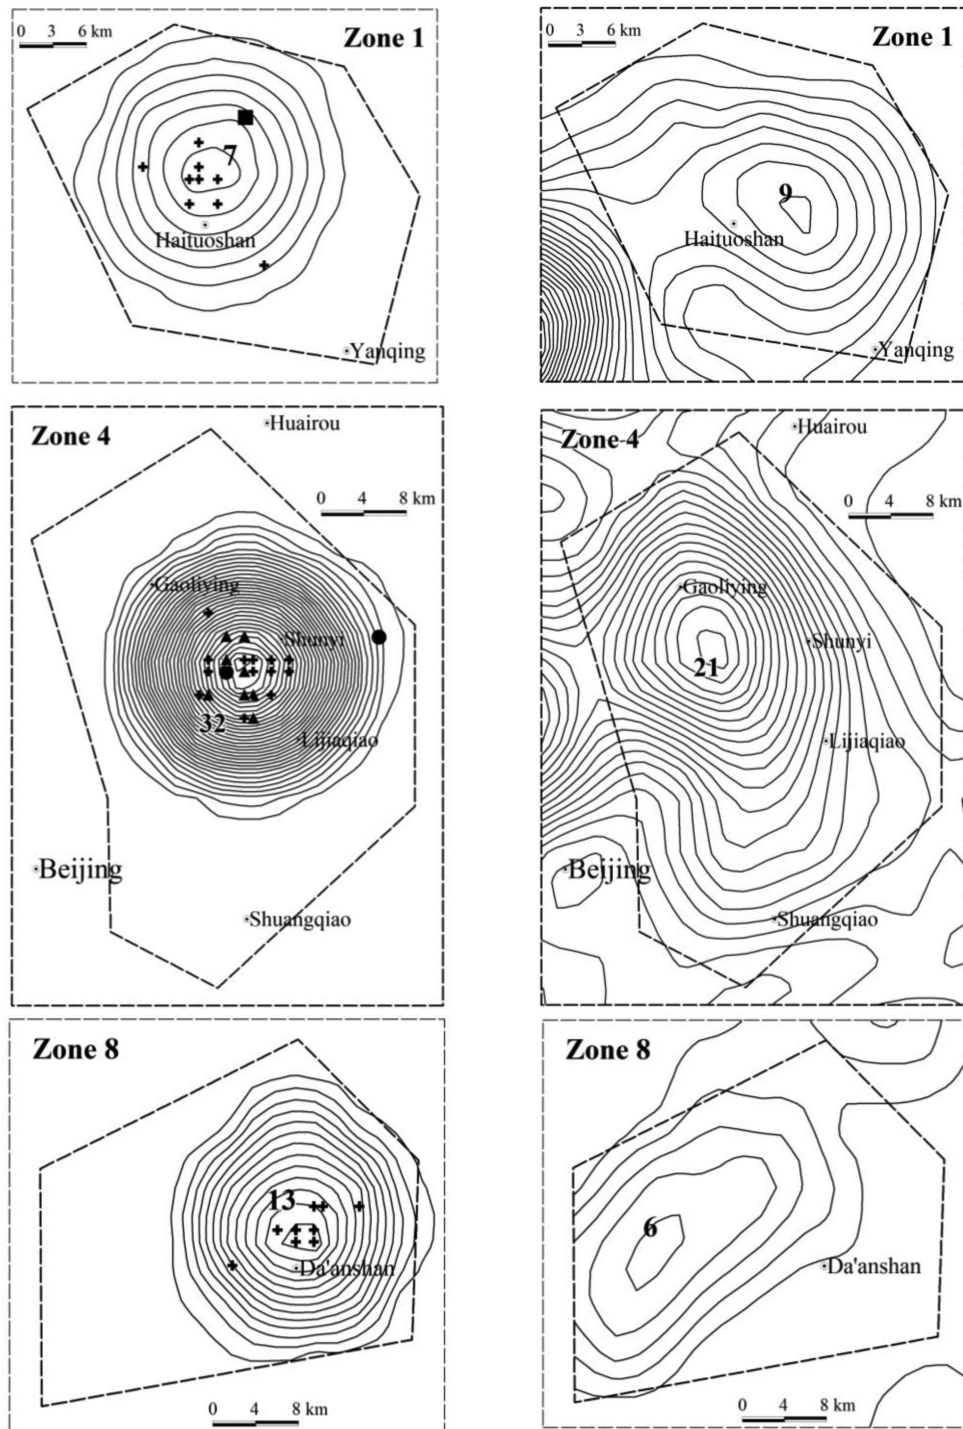 0 3 6 km
Zone 1
7
Haituoshan
Yanqing
0 3 6 km
Zone 1
9
Haituoshan
Yanqing
Zone 4
Huairou
0 4 8 km
Gaoliying
Shunyi
32
Lijiaqiao
Beijing
Shuangqiao
Zone 4
Huairou
0 4 8 km
Gaoliying
Shunyi
21
Lijiaqiao
Beijing
Shuangqiao
Zone 8
13
Da'anshan
0 4 8 km
Zone 8
6
Da'anshan
0 4 8 km